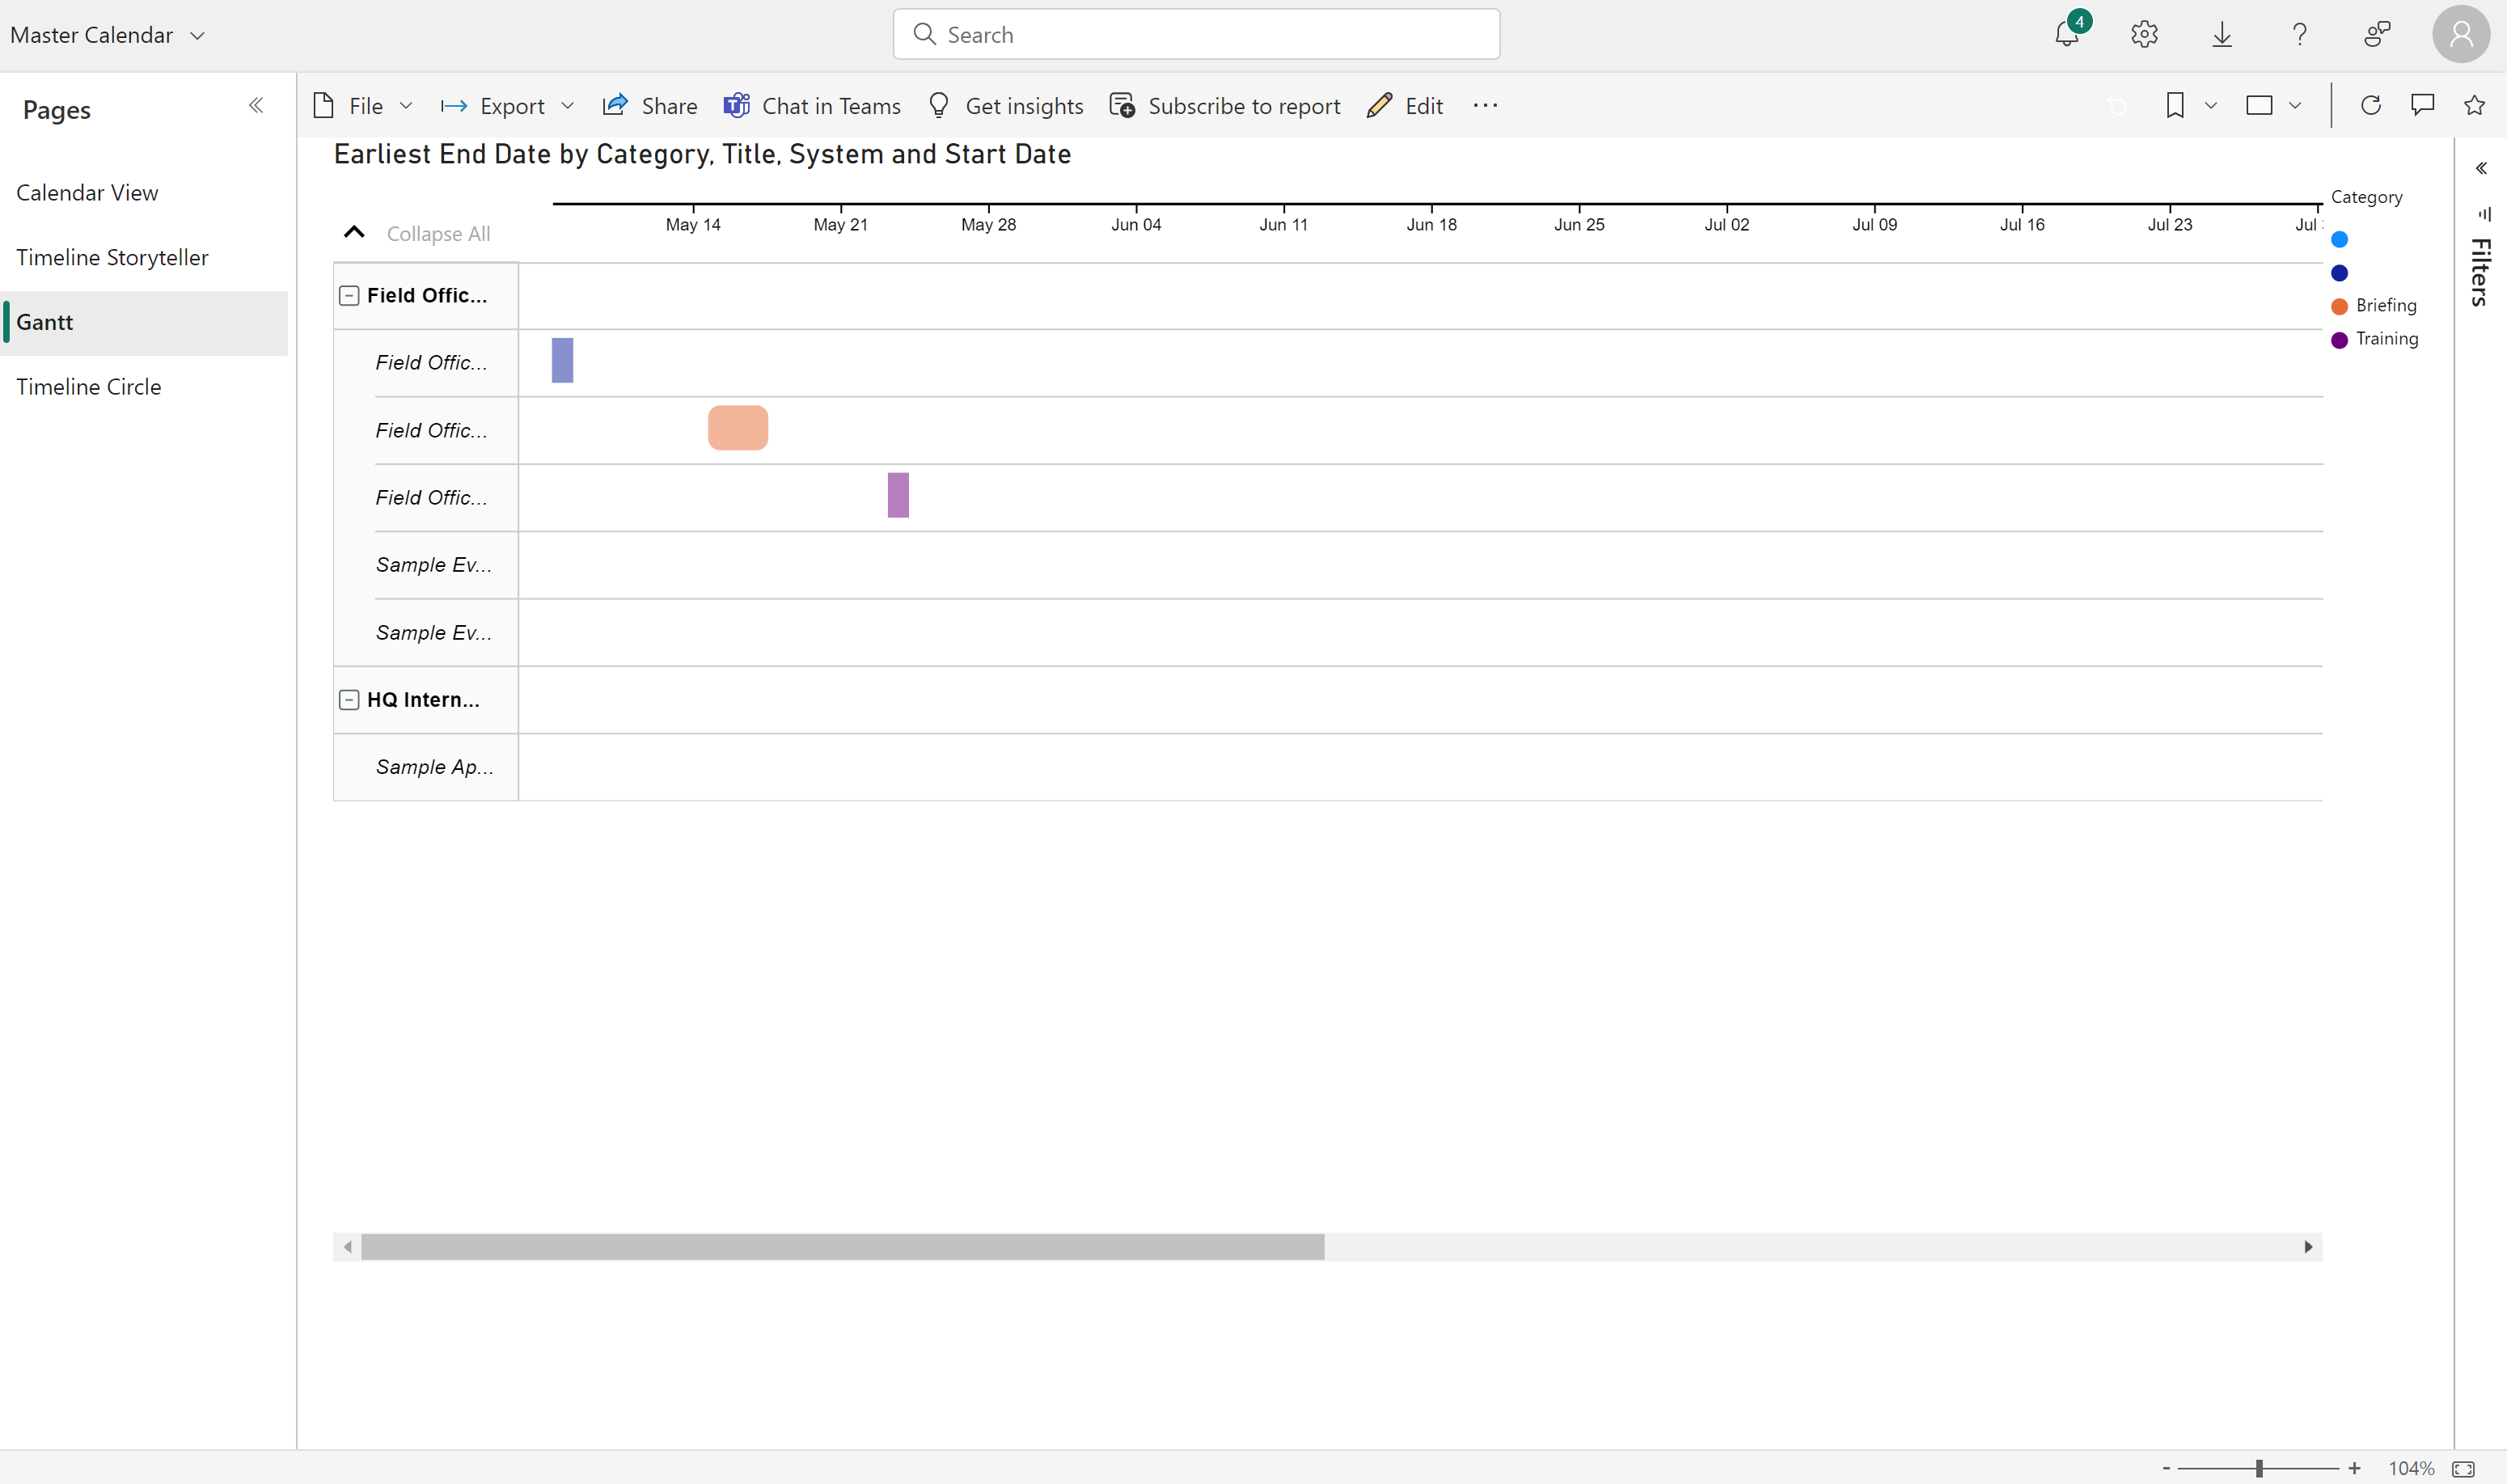 Master Calendar
Search
4
Pages
File Export Share Chat in Teams Get insights Subscribe to report Edit
Calendar View
Timeline Storyteller
Gantt
Timeline Circle
Earliest End Date by Category, Title, System and Start Date
Collapse All
May 14 May 21 May 28 Jun 04 Jun 11 Jun 18 Jun 25 Jul 02 Jul 09 Jul 16 Jul 23 Jul
Field Offic...
Field Offic...
Field Offic...
Field Offic...
Sample Ev...
Sample Ev...
HQ Intern...
Sample Ap...
Category
Briefing
Training
Filters
- + 104%